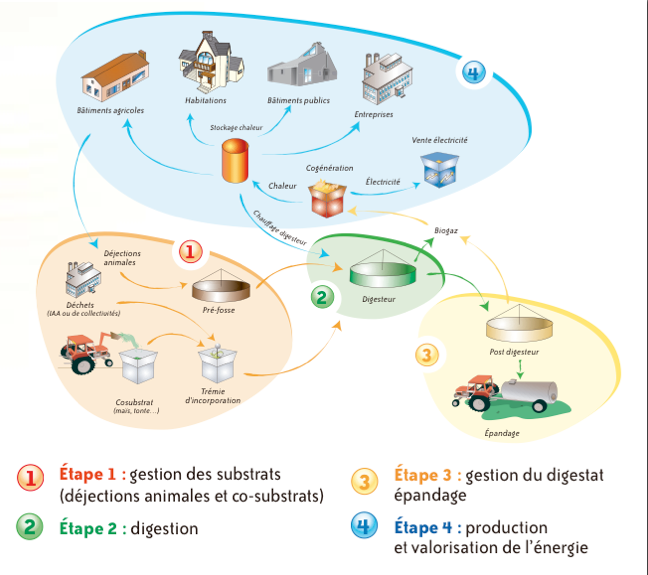 4
Bâtiments agricoles
Habitations
Bâtiments publics
Entreprises
Stockage chaleur
Vente électricité
Cogénération
Chaleur
Électricité
Chauffage digesteur
Biogaz
1
Déjections
animales
Déchets
(IAA ou de collectivités)
Pré-fosse
2
Digesteur
3
Post digesteur
Cosubstrat
(maïs, tonte...)
Trémie
d'incorporation
Épandage
1 Étape 1 : gestion des substrats
(déjections animales et co-substrats)
2 Étape 2 : digestion
3 Étape 3 : gestion du digestat
épandage
4 Étape 4 : production
et valorisation de l'énergie